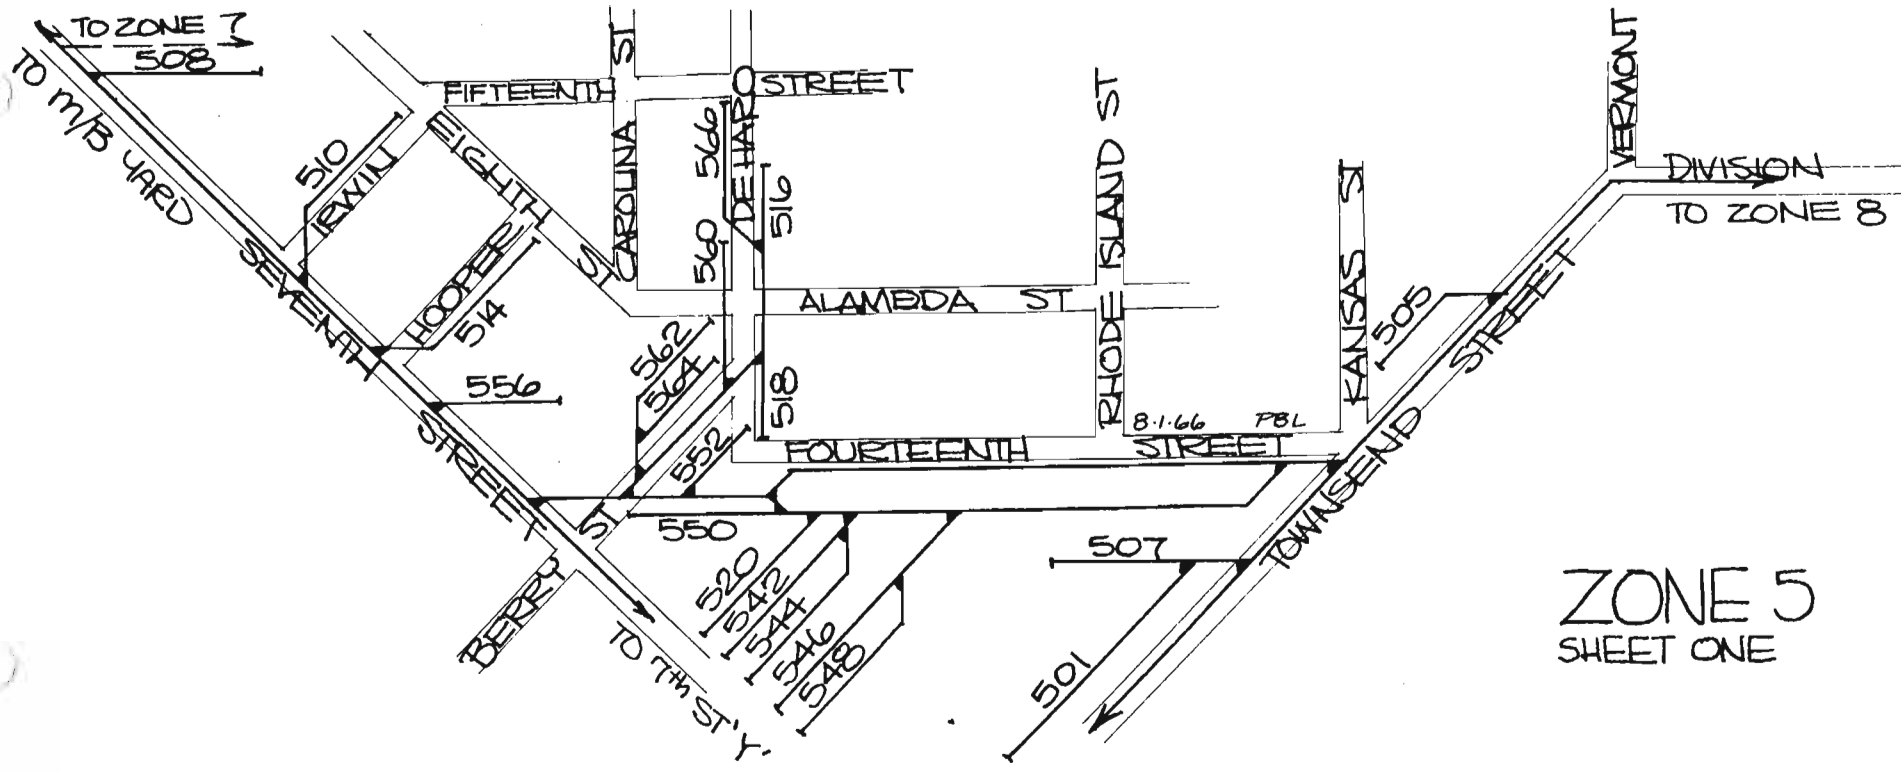 TO ZONE 7
508
TO M/B YARD
FIFTEENTH
STREET
CAROLINA ST
DE HARO
566
516
560
510
IRWIN
EIGHTH
ST
HOOPER
514
SEVENTH
STREET
556
ALAMEDA ST
RHODE ISLAND ST
KANSAS ST
VERMONT
DIVISION
TO ZONE 8
505
TOWNSEND
STREET
562
564
518
552
8·1·66 PBL
FOURTEENTH STREET
BERRY
ST
550
520
542
544
546
548
507
501
TO 7th ST' Y.
ZONE 5
SHEET ONE